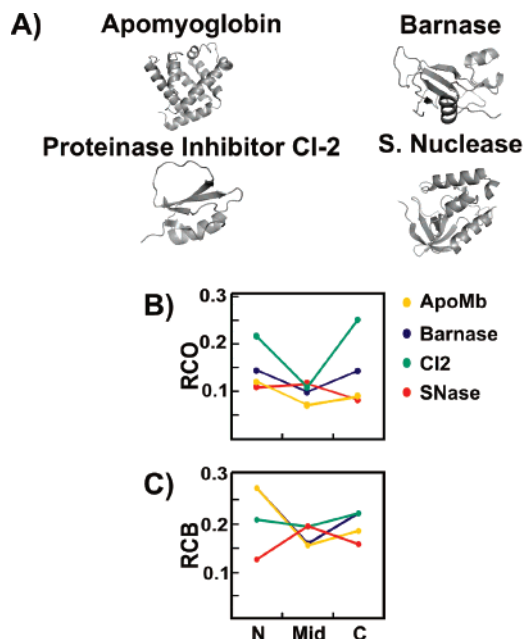 A)
Apomyoglobin
Barnase
Proteinase Inhibitor CI-2
S. Nuclease
B)
0.3
0.2
0.1
RCO
ApoMb
Barnase
CI2
SNase
C)
0.3
0.2
0.1
RCB
N Mid C